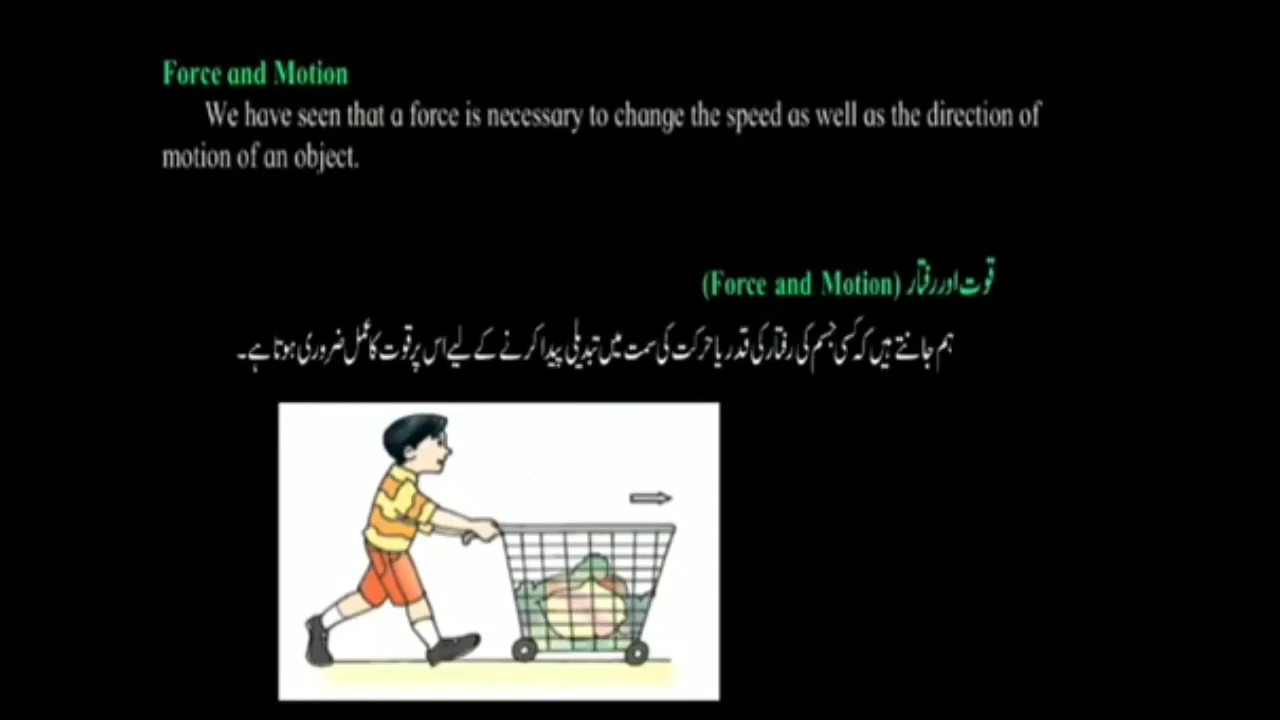 Force and Motion
We have seen that a force is necessary to change the speed as well as the direction of
motion of an object.
قوت اور رفتار (Force and Motion)
ہم جانتے ہیں کہ کسی جسم کی رفتار کی قدر یا حرکت کی سمت میں تبدیلی پیدا کرنے کے لیے اس پر قوت کا عمل ضروری ہوتا ہے۔